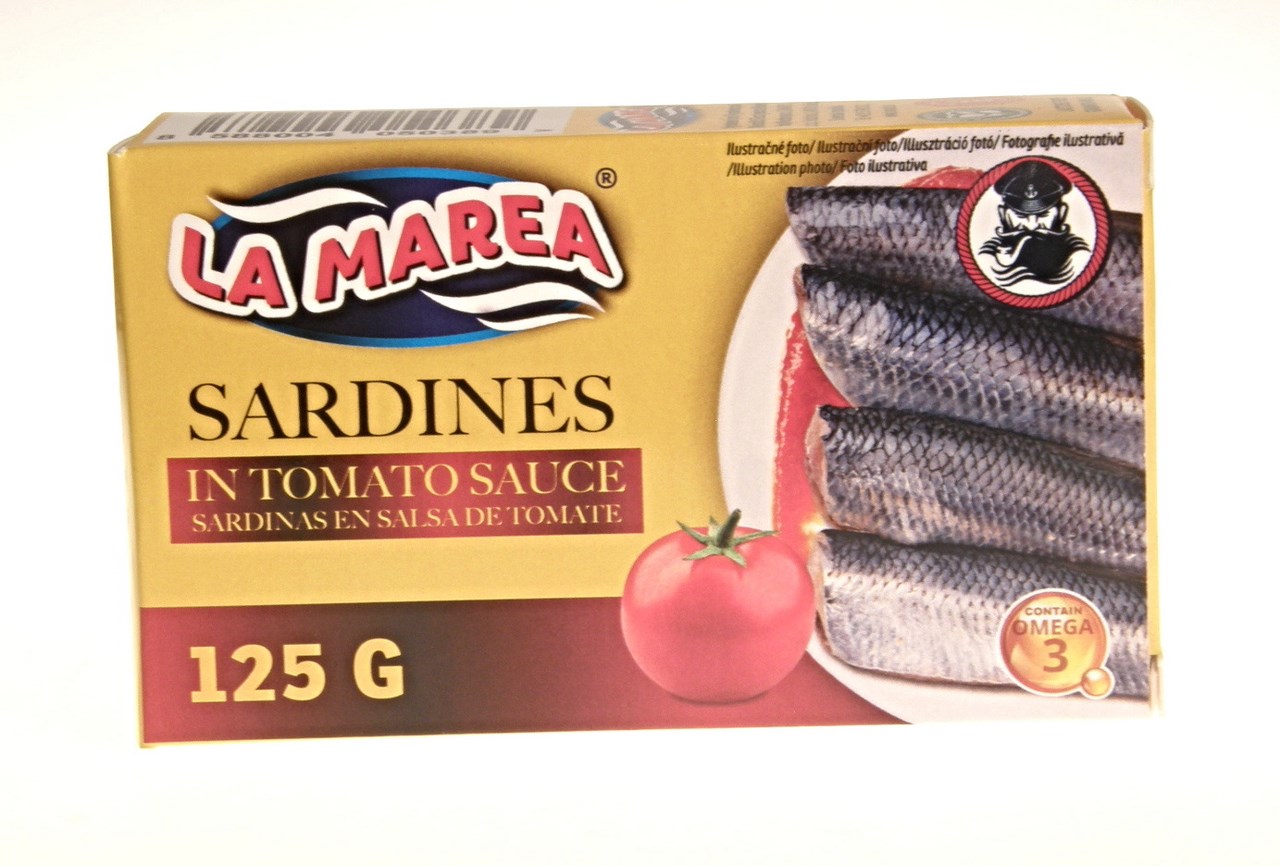 LA MAREA ®
Ilustračné foto/ Ilustrační foto/Illusztráció fotó/ Fotografie ilustrativă
/Illustration photo/ Foto ilustrativa
SARDINES
IN TOMATO SAUCE
SARDINAS EN SALSA DE TOMATE
125 G
CONTAIN
OMEGA
3